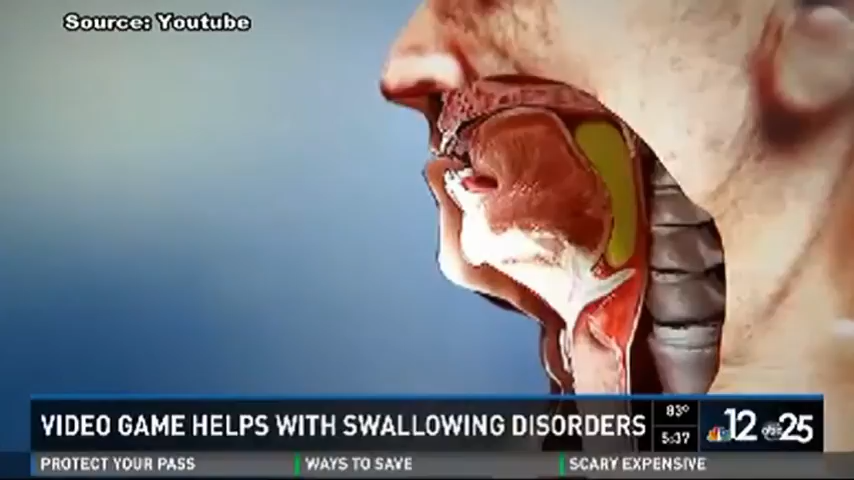 Source: Youtube
VIDEO GAME HELPS WITH SWALLOWING DISORDERS
83°
5:37
12
abc
25
PROTECT YOUR PASS
WAYS TO SAVE
SCARY EXPENSIVE